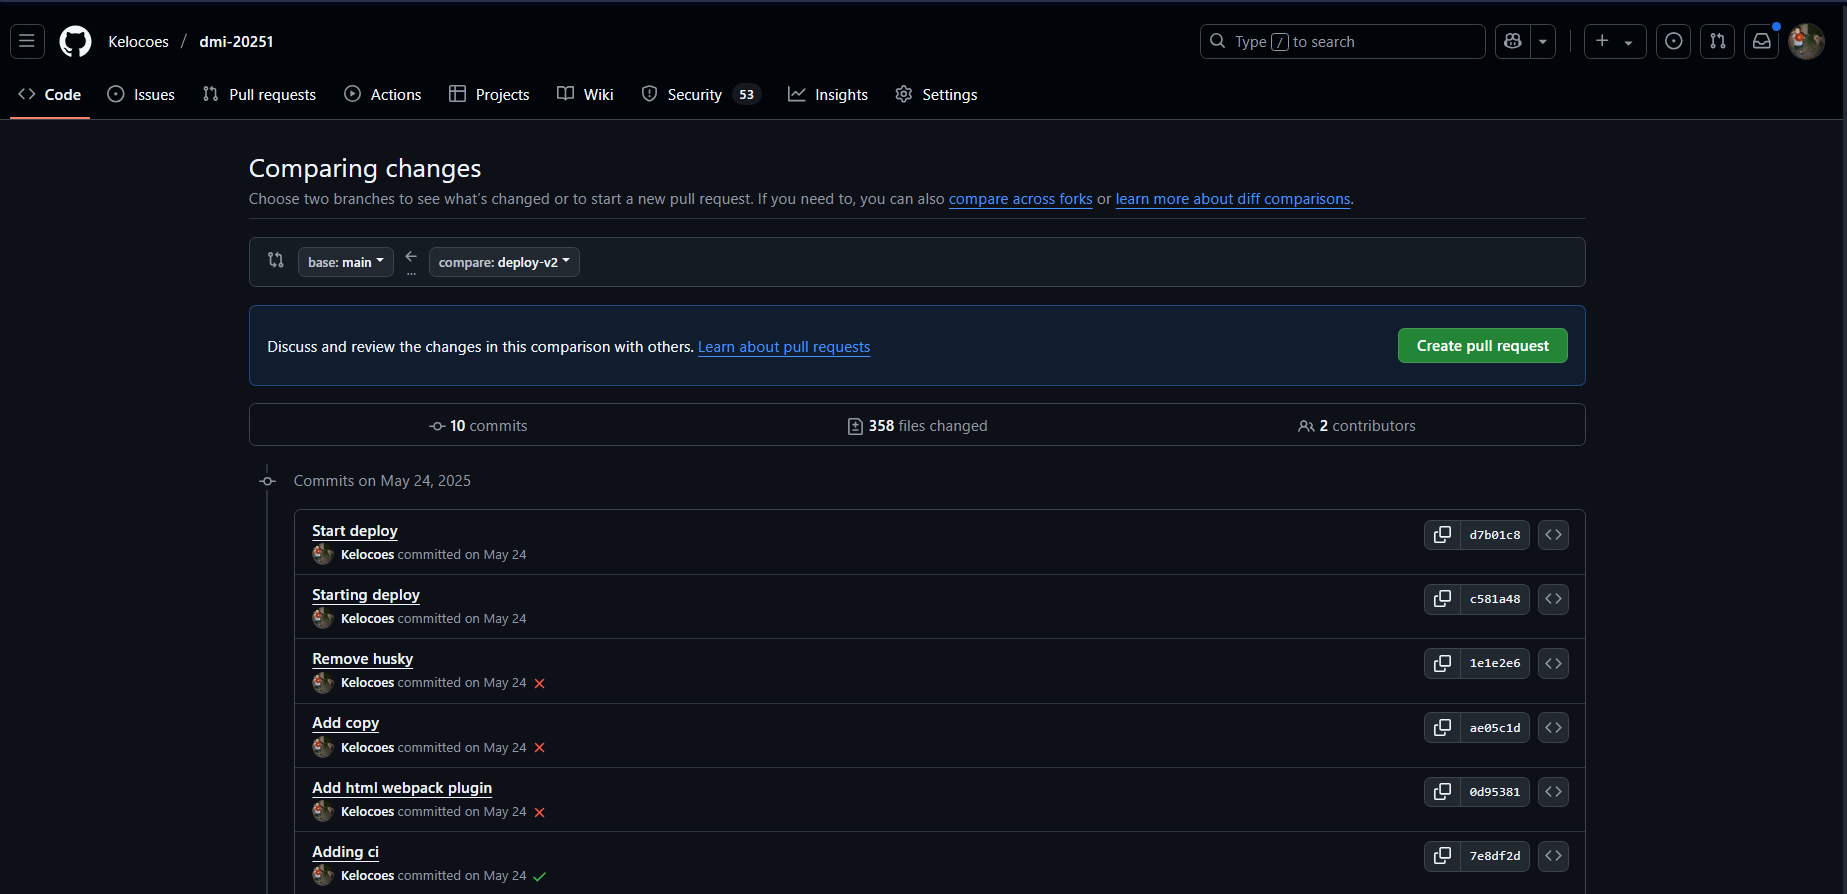 Kelocoes / dmi-20251
Type / to search
Code
Issues
Pull requests
Actions
Projects
Wiki
Security 53
Insights
Settings
Comparing changes
Choose two branches to see what's changed or to start a new pull request. If you need to, you can also compare across forks or learn more about diff comparisons.
base: main
...
compare: deploy-v2
Discuss and review the changes in this comparison with others. Learn about pull requests
Create pull request
10 commits
358 files changed
2 contributors
Commits on May 24, 2025
Start deploy
Kelocoes committed on May 24
d7b01c8
Starting deploy
Kelocoes committed on May 24
c581a48
Remove husky
Kelocoes committed on May 24
1e1e2e6
Add copy
Kelocoes committed on May 24
ae05c1d
Add html webpack plugin
Kelocoes committed on May 24
0d95381
Adding ci
Kelocoes committed on May 24
7e8df2d